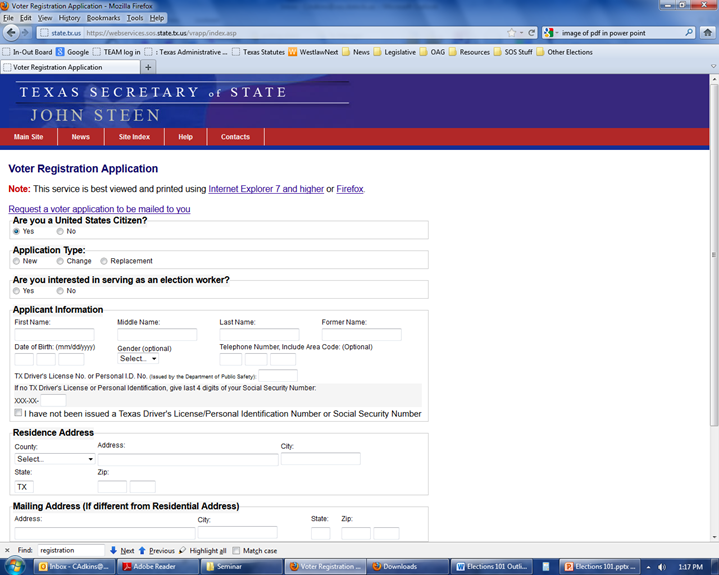 Voter Registration Application - Mozilla Firefox
File Edit View History Bookmarks Tools Help
state.tx.us https://webservices.sos.state.tx.us/vrapp/index.asp image of pdf in power point
In-Out Board Google TEAM log in : Texas Administrative ... Texas Statutes WestlawNext News Legislative OAG Resources SOS Stuff Other Elections
Voter Registration Application
TEXAS SECRETARY of STATE
JOHN STEEN
Main Site News Site Index Help Contacts
Voter Registration Application
Note: This service is best viewed and printed using Internet Explorer 7 and higher or Firefox.
Request a voter application to be mailed to you
Are you a United States Citizen?
Yes No
Application Type:
New Change Replacement
Are you interested in serving as an election worker?
Yes No
Applicant Information
First Name: Middle Name: Last Name: Former Name:
Date of Birth: (mm/dd/yyyy) Gender (optional) Telephone Number, Include Area Code: (Optional)
Select...
TX Driver's License No. or Personal I.D. No. (Issued by the Department of Public Safety):
If no TX Driver's License or Personal Identification, give last 4 digits of your Social Security Number:
XXX-XX-
I have not been issued a Texas Driver's License/Personal Identification Number or Social Security Number
Residence Address
County: Address: City:
Select...
State: Zip:
TX
Mailing Address (If different from Residential Address)
Address: City: State: Zip:
Find: registration Next Previous Highlight all Match case
Inbox - CAdkins@... Adobe Reader Seminar Voter Registration ... Downloads Elections 101 Outli... Elections 101.pptx ... 1:17 PM